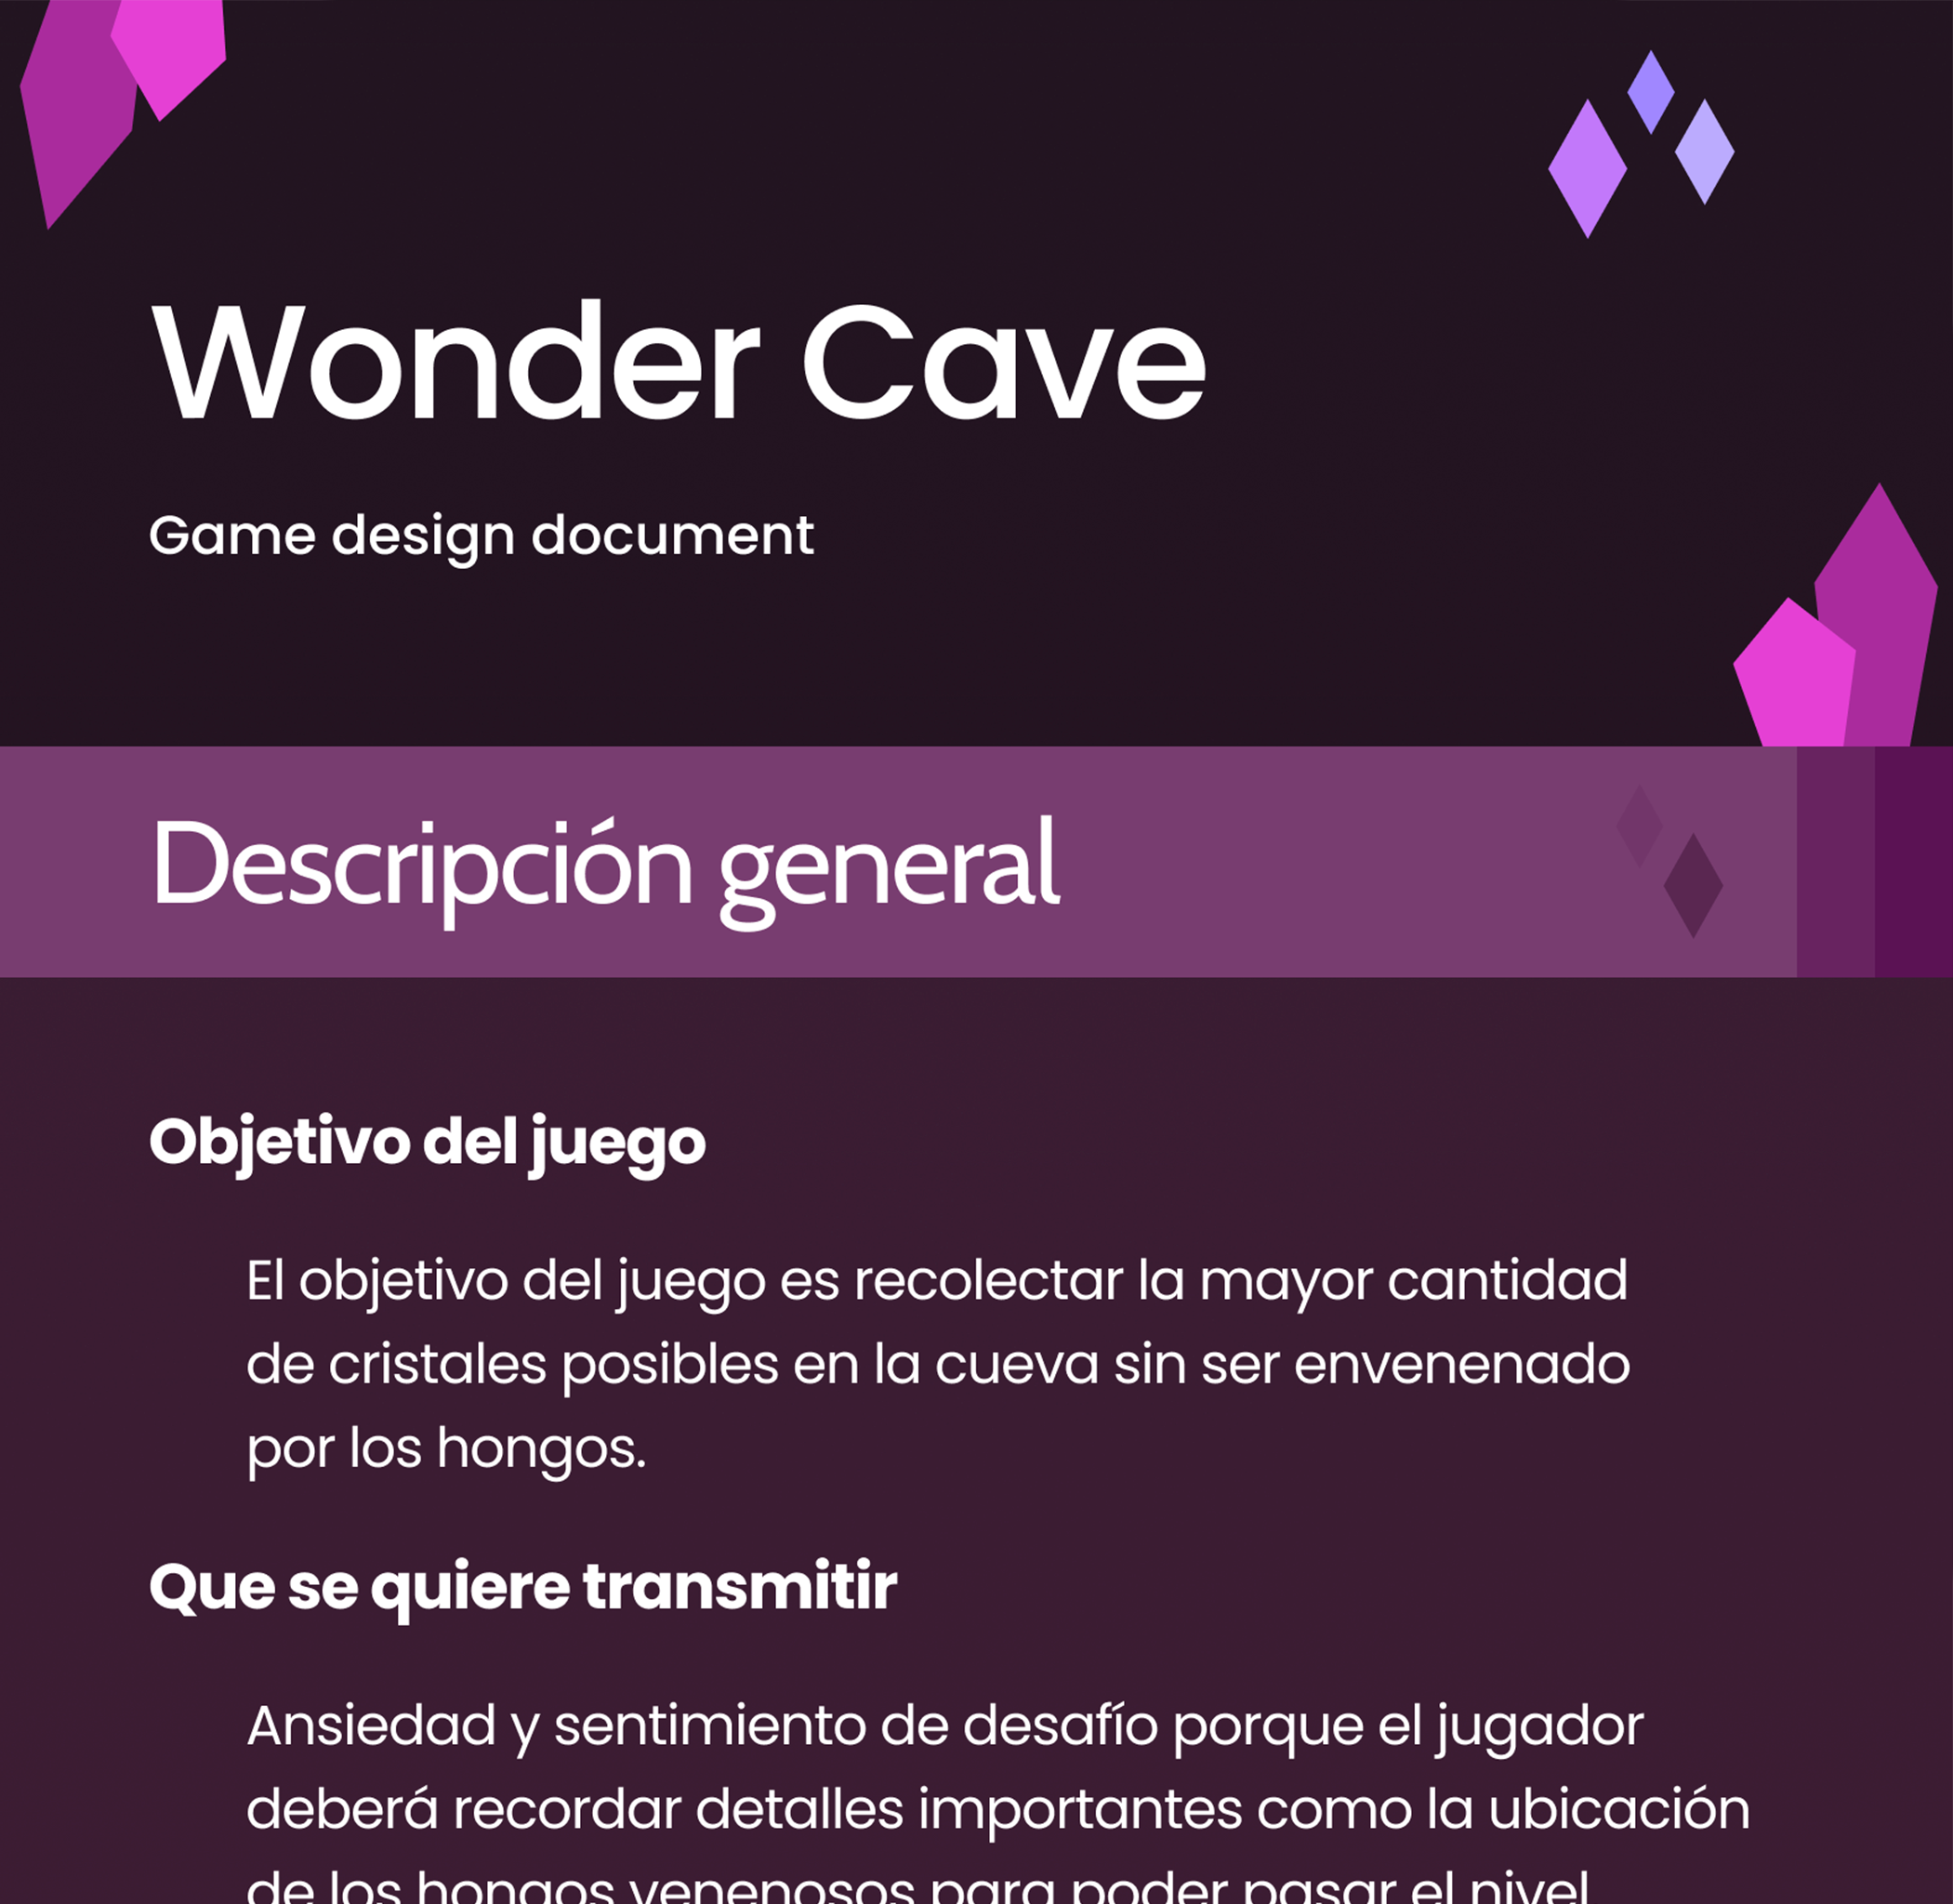 Wonder Cave
Game design document
Descripción general
Objetivo del juego
El objetivo del juego es recolectar la mayor cantidad
de cristales posibles en la cueva sin ser envenenado
por los hongos.
Que se quiere transmitir
Ansiedad y sentimiento de desafío porque el jugador
deberá recordar detalles importantes como la ubicación
de los hongos venenosos para poder pasar el nivel